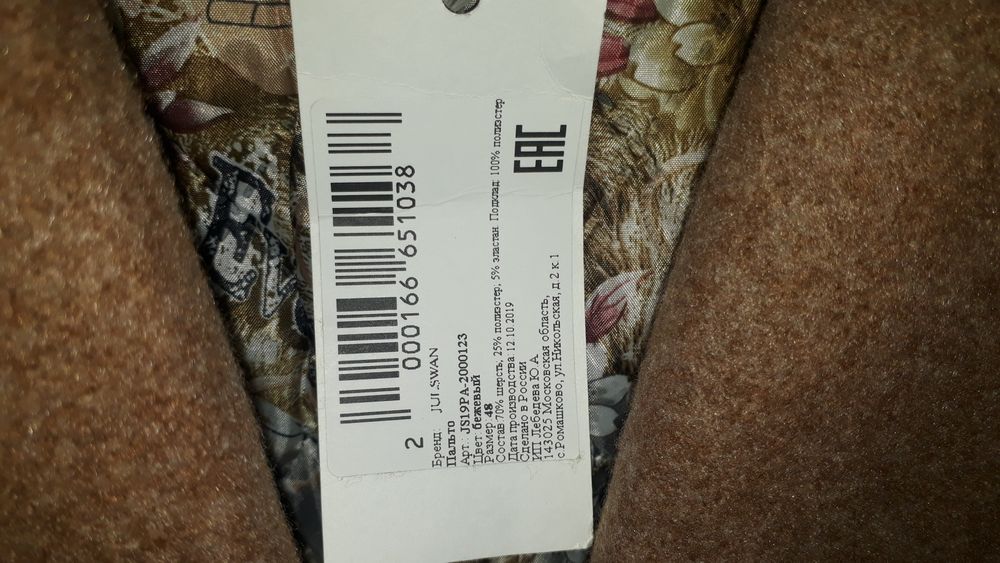 2 000166 651038
Бренд: JUL.SWAN
Пальто
Арт.: JS19PA-2000123
Цвет: бежевый
Размер: 48
Состав 70% шерсть, 25% полиэстер, 5% эластан. Подклад 100% полиэстер
Дата производства 12.10.2019
Сделано в России
ИП Лебедева Ю.А.
143025 Московская область,
с.Ромашково, ул.Никольская, д.2 к.1
EAC